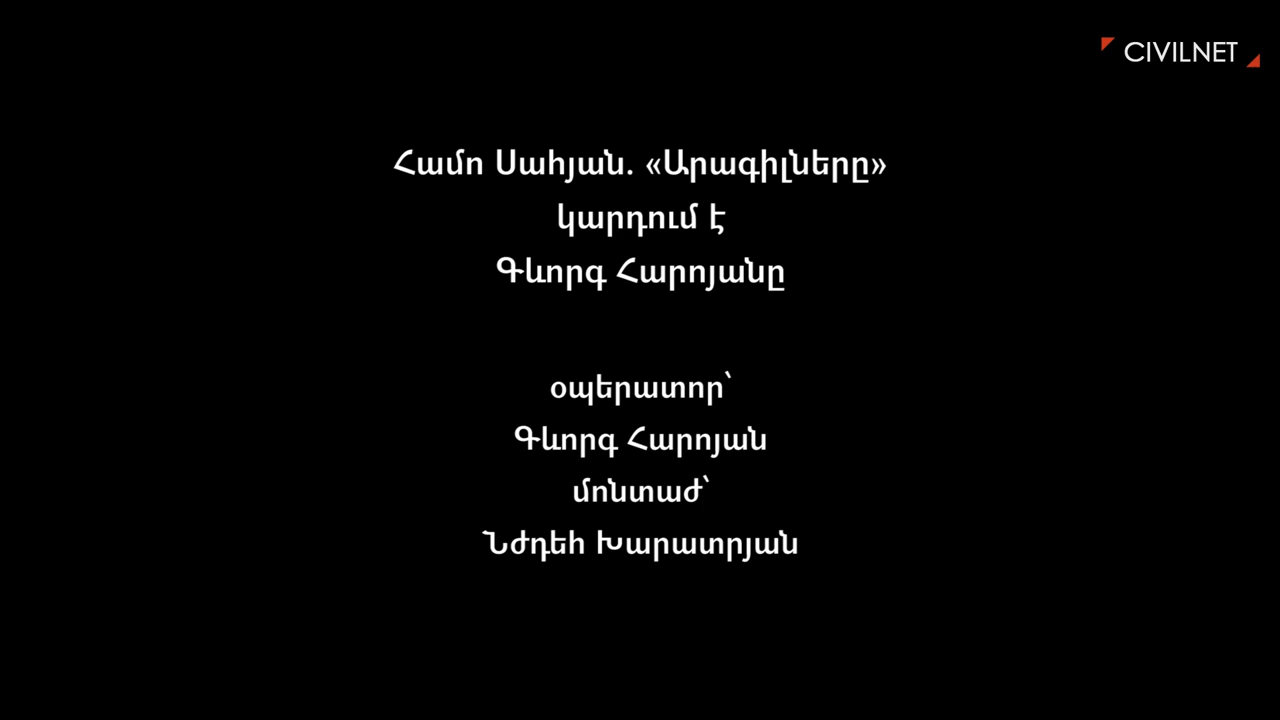 CIVILNET
Համո Սահյան. «Արագիլները»
կարդում է
Գևորգ Հարոյանը
օպերատոր՝
Գևորգ Հարոյան
մոնտաժ՝
Նժդեհ Խարատրյան